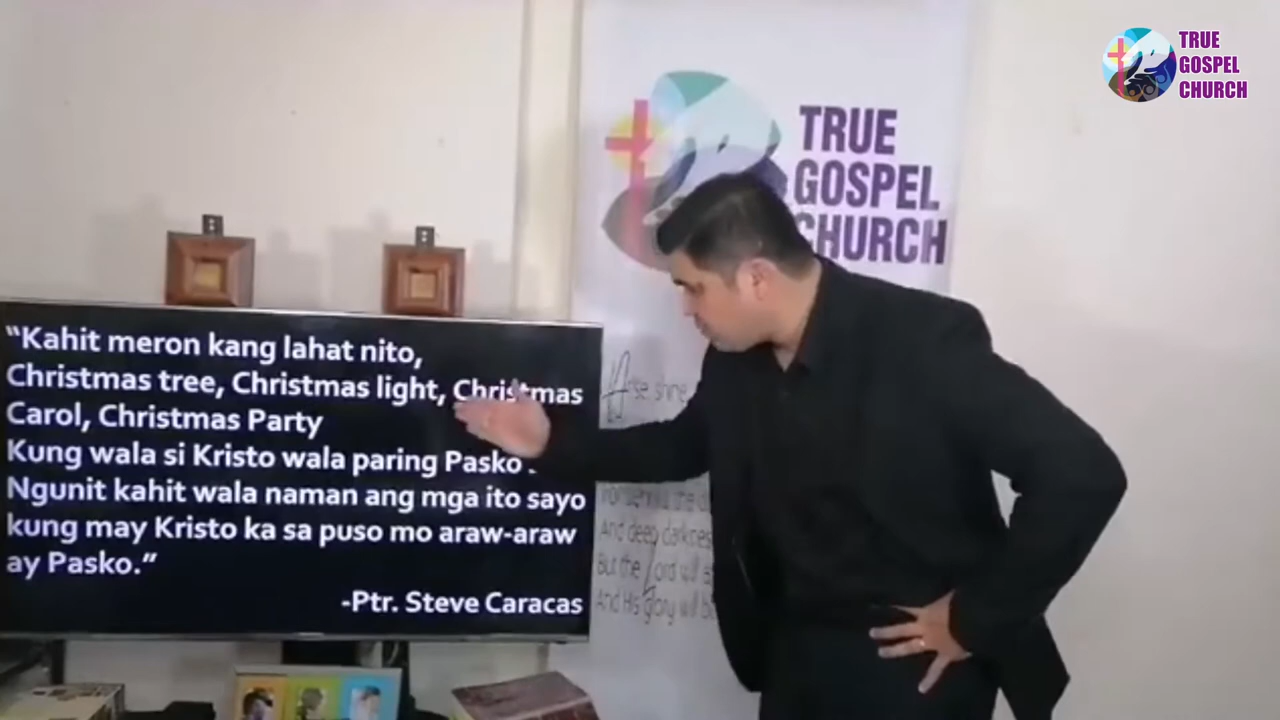 TRUE
GOSPEL
CHURCH
TRUE
GOSPEL
CHURCH
“Kahit meron kang lahat nito,
Christmas tree, Christmas light, Christmas
Carol, Christmas Party
Kung wala si Kristo wala paring Pasko
Ngunit kahit wala naman ang mga ito sayo
kung may Kristo ka sa puso mo araw-araw
ay Pasko.”
-Ptr. Steve Caracas
shine
the
And deep darkness
But the Lord will
And His glory will